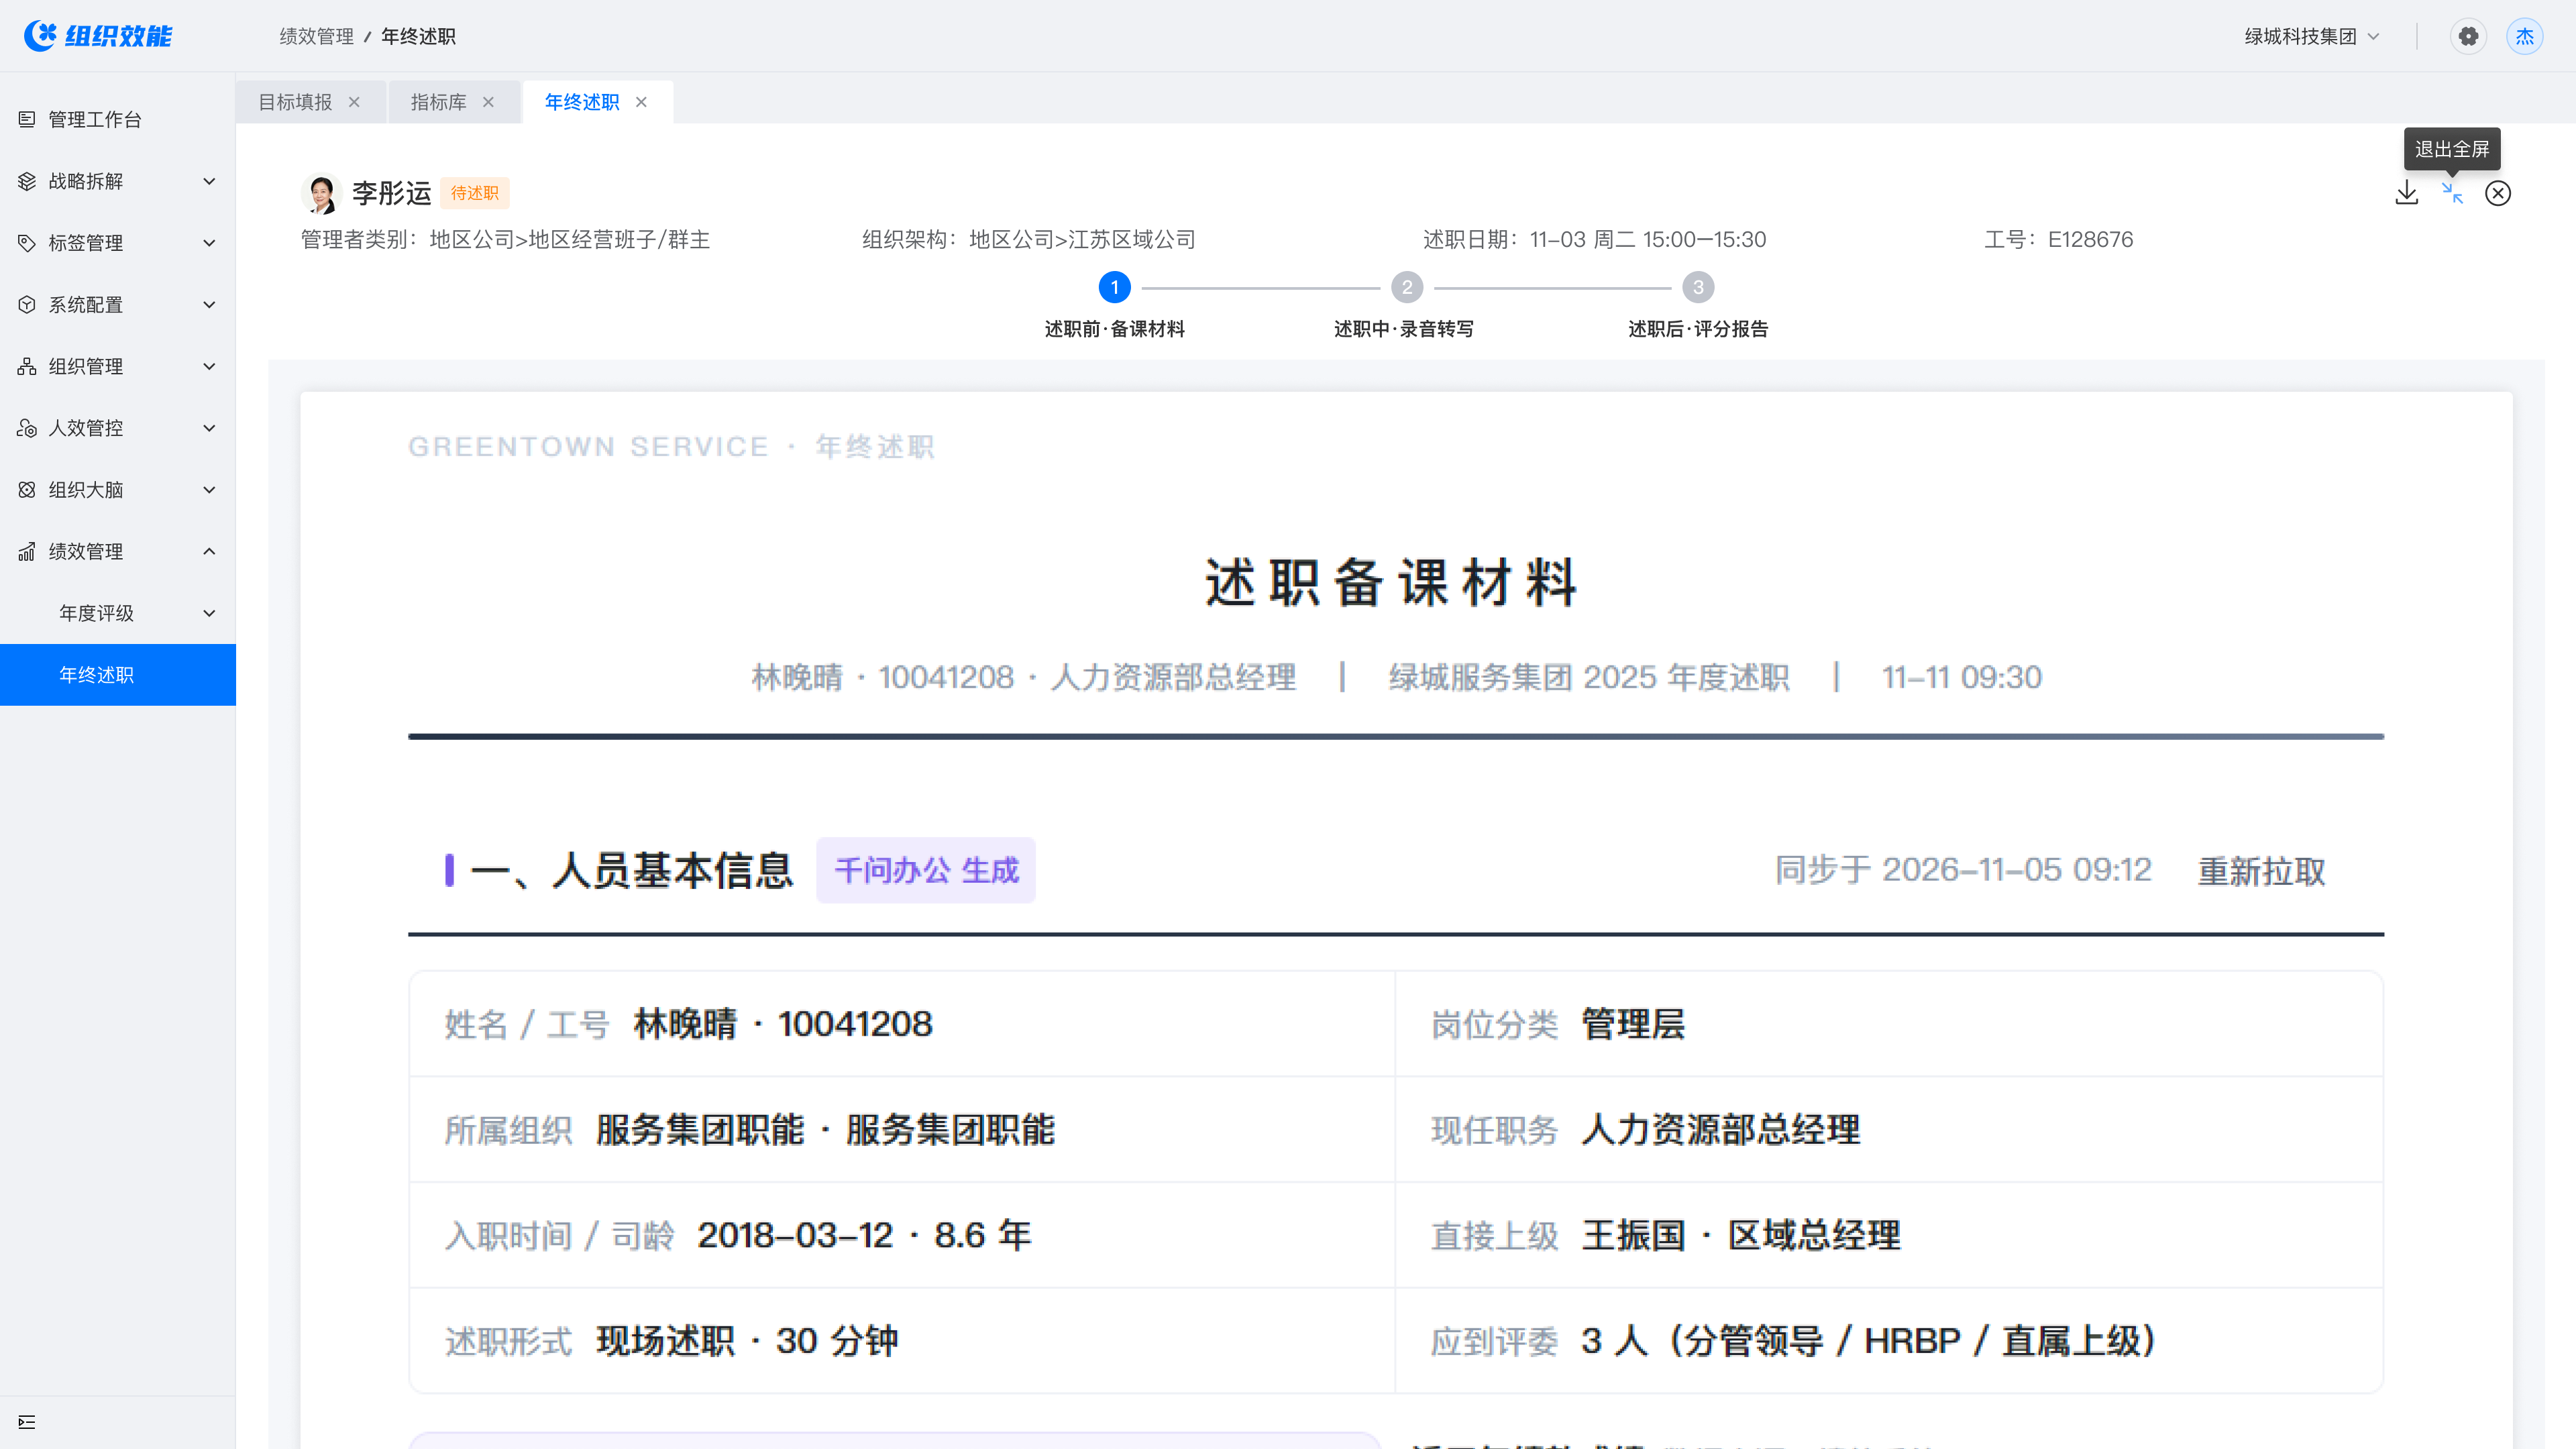 组织效能
绩效管理 / 年终述职
绿城科技集团
杰
管理工作台
战略拆解
标签管理
系统配置
组织管理
人效管控
组织大脑
绩效管理
年度评级
年终述职
目标填报
指标库
年终述职
退出全屏
李彤运 待述职
管理者类别：地区公司>地区经营班子/群主
组织架构：地区公司>江苏区域公司
述职日期：11-03 周二 15:00—15:30
工号：E128676
1
2
3
述职前·备课材料
述职中·录音转写
述职后·评分报告
GREENTOWN SERVICE · 年终述职
述职备课材料
林晚晴 · 10041208 · 人力资源部总经理 | 绿城服务集团 2025 年度述职 | 11-11 09:30
一、人员基本信息 千问办公 生成
同步于 2026-11-05 09:12 重新拉取
姓名 / 工号 林晚晴 · 10041208
岗位分类 管理层
所属组织 服务集团职能 · 服务集团职能
现任职务 人力资源部总经理
入职时间 / 司龄 2018-03-12 · 8.6 年
直接上级 王振国 · 区域总经理
述职形式 现场述职 · 30 分钟
应到评委 3 人（分管领导 / HRBP / 直属上级）